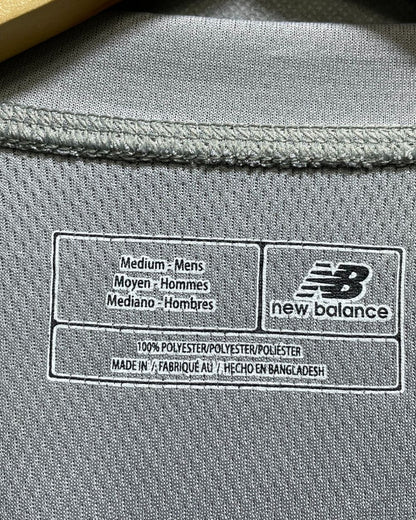 Medium - Mens
Moyen - Hommes
Mediano - Hombres
NB
new balance
100% POLYESTER/POLYESTER/POLIÉSTER
MADE IN / FABRIQUÉ AU / HECHO EN BANGLADESH